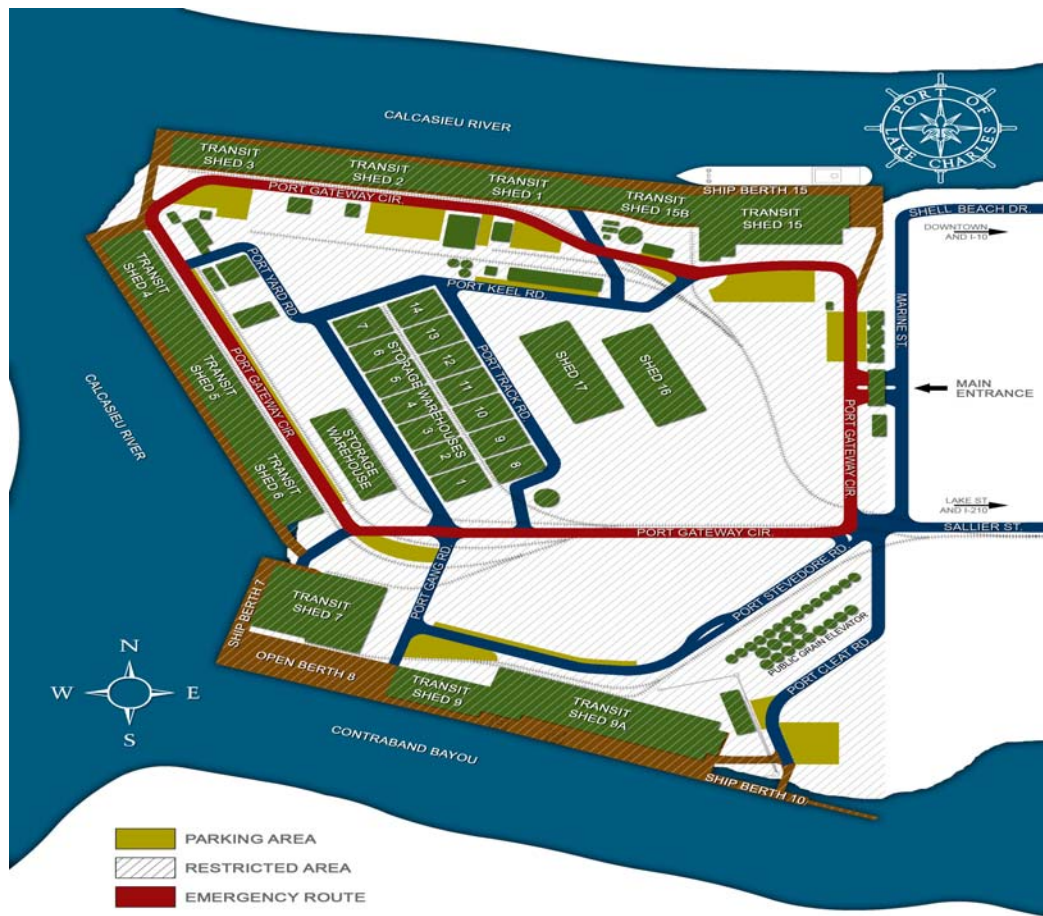 CALCASIEU RIVER
PORT OF
LAKE CHARLES
TRANSIT
SHED 3
TRANSIT
SHED 2
TRANSIT
SHED 1
TRANSIT
SHED 15B
SHIP BERTH 15
TRANSIT
SHED 15
PORT GATEWAY CIR.
SHELL BEACH DR.
DOWNTOWN
AND I-10
TRANSIT
SHED 4
PORT YARD RD
PORT KEEL RD.
MARINE ST.
7
6
5
4
3
2
1
STORAGE WAREHOUSES
14
13
12
11
10
9
8
PORT TRACK RD
SHED 17
SHED 16
MAIN
ENTRANCE
CALCASIEU RIVER
TRANSIT
SHED 5
PORT GATEWAY CIR
STORAGE
WAREHOUSE
PORT GATEWAY CIR.
TRANSIT
SHED 6
LAKE ST
AND I-210
SALLIER ST.
PORT GATEWAY CIR.
PORT GANG RD.
PORT STEVEDORE RD.
SHIP BERTH 7
TRANSIT
SHED 7
PUBLIC GRAIN ELEVATOR
PORT CLEAT RD.
OPEN BERTH 8
TRANSIT
SHED 9
TRANSIT
SHED 9A
SHIP BERTH 10
CONTRABAND BAYOU
N
W
E
S
PARKING AREA
RESTRICTED AREA
EMERGENCY ROUTE